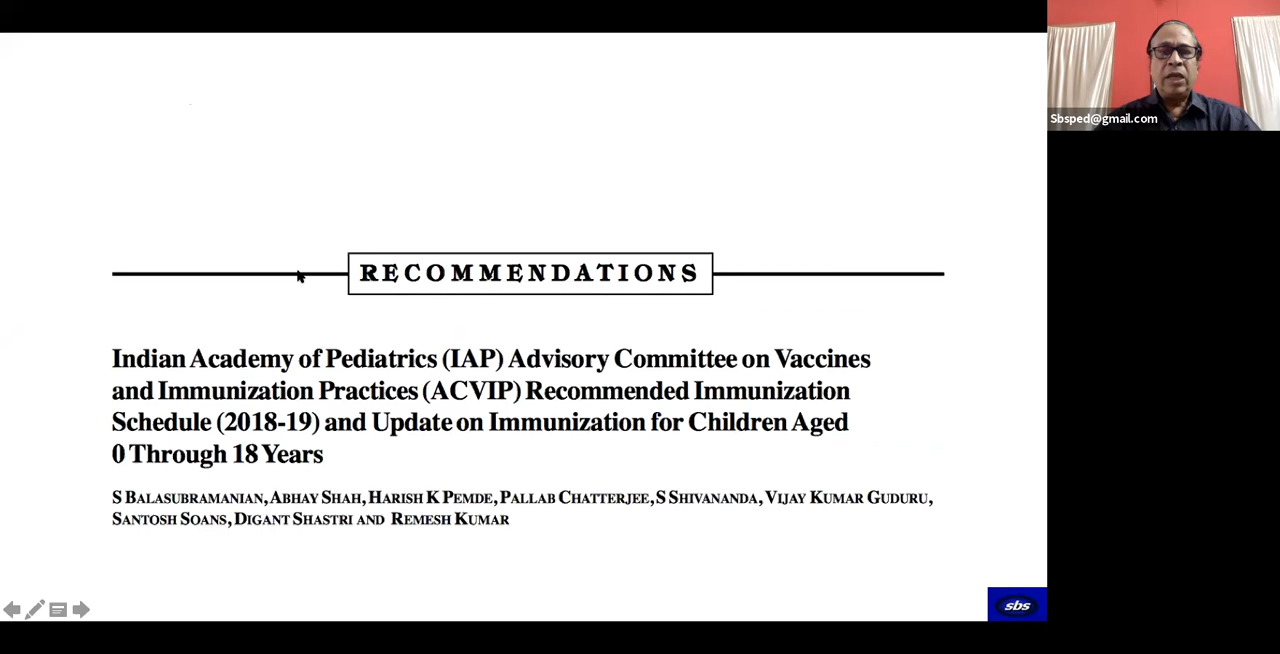 RECOMMENDATIONS
Indian Academy of Pediatrics (IAP) Advisory Committee on Vaccines
and Immunization Practices (ACVIP) Recommended Immunization
Schedule (2018-19) and Update on Immunization for Children Aged
0 Through 18 Years
S BALASUBRAMANIAN, ABHAY SHAH, HARISH K PEMDE, PALLAB CHATTERJEE, S SHIVANANDA, VIJAY KUMAR GUDURU,
SANTOSH SOANS, DIGANT SHASTRI AND REMESH KUMAR
sbs
Sbsped@gmail.com